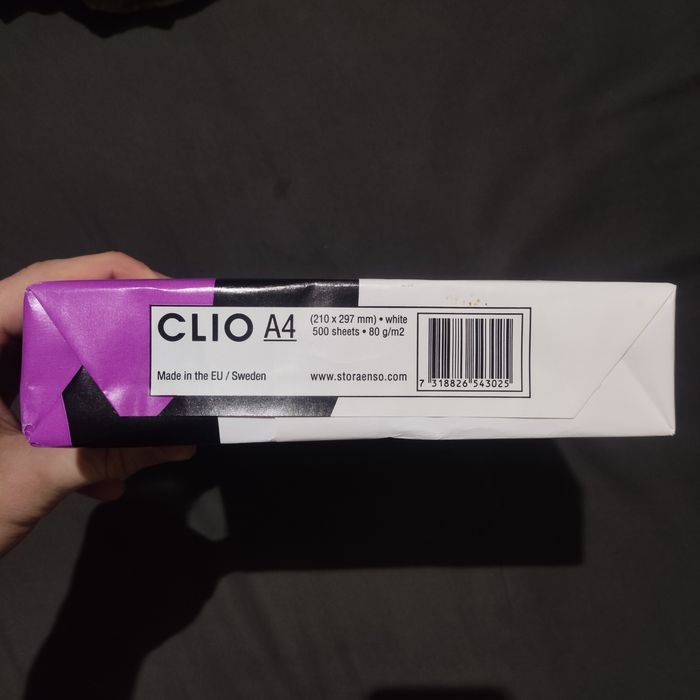 CLIO A4
(210 x 297 mm) • white
500 sheets • 80 g/m2
Made in the EU / Sweden
www.storaenso.com
7 318826 543025